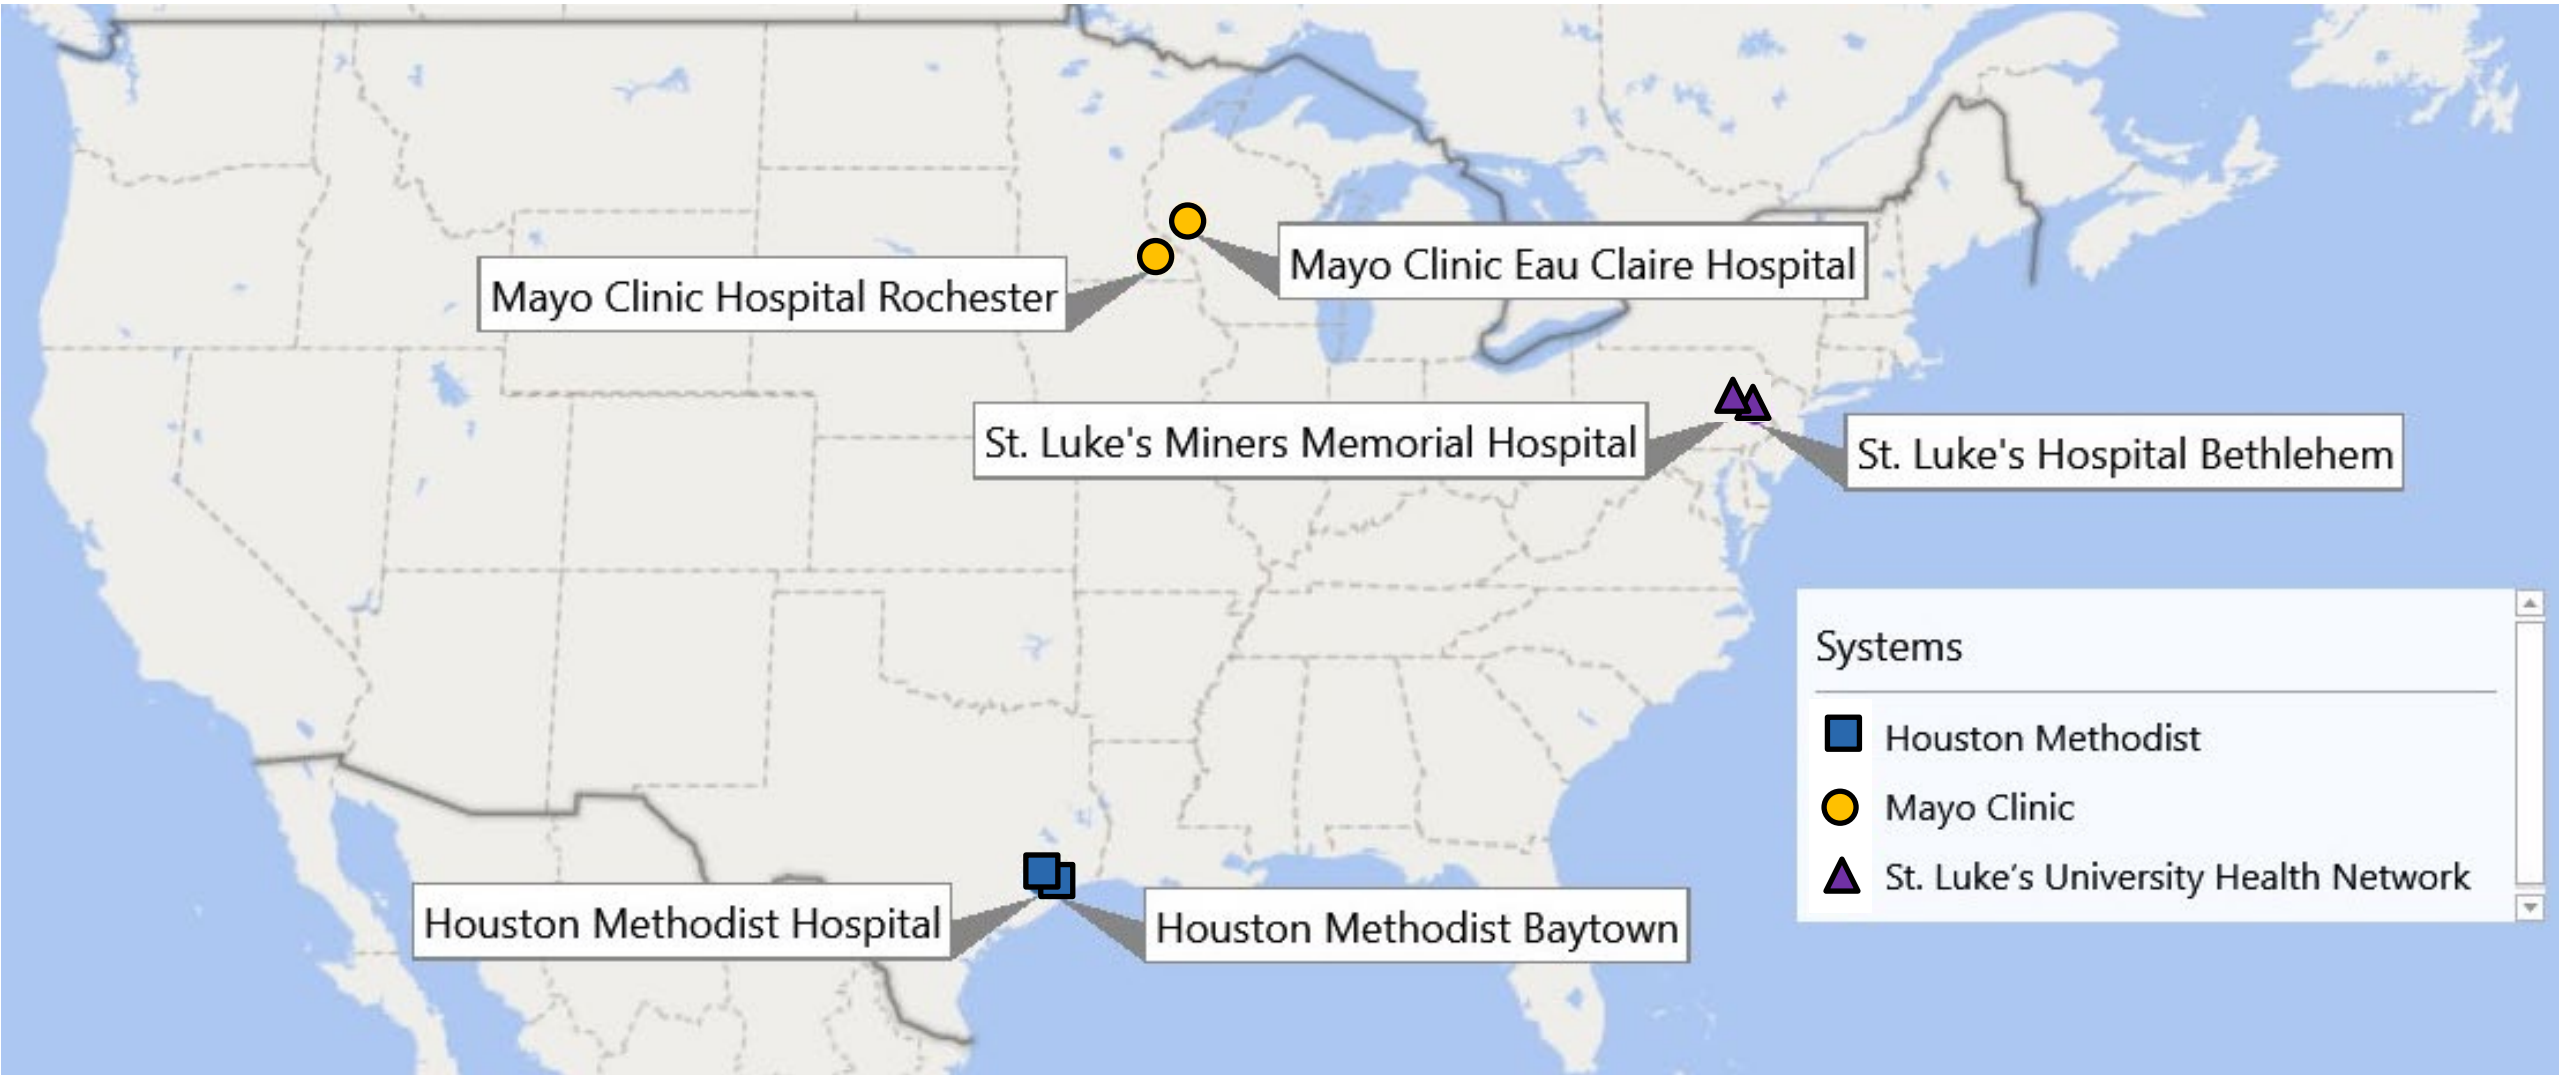 Mayo Clinic Eau Claire Hospital
Mayo Clinic Hospital Rochester
St. Luke's Miners Memorial Hospital
St. Luke's Hospital Bethlehem
Systems
Houston Methodist
Mayo Clinic
St. Luke’s University Health Network
Houston Methodist Hospital
Houston Methodist Baytown